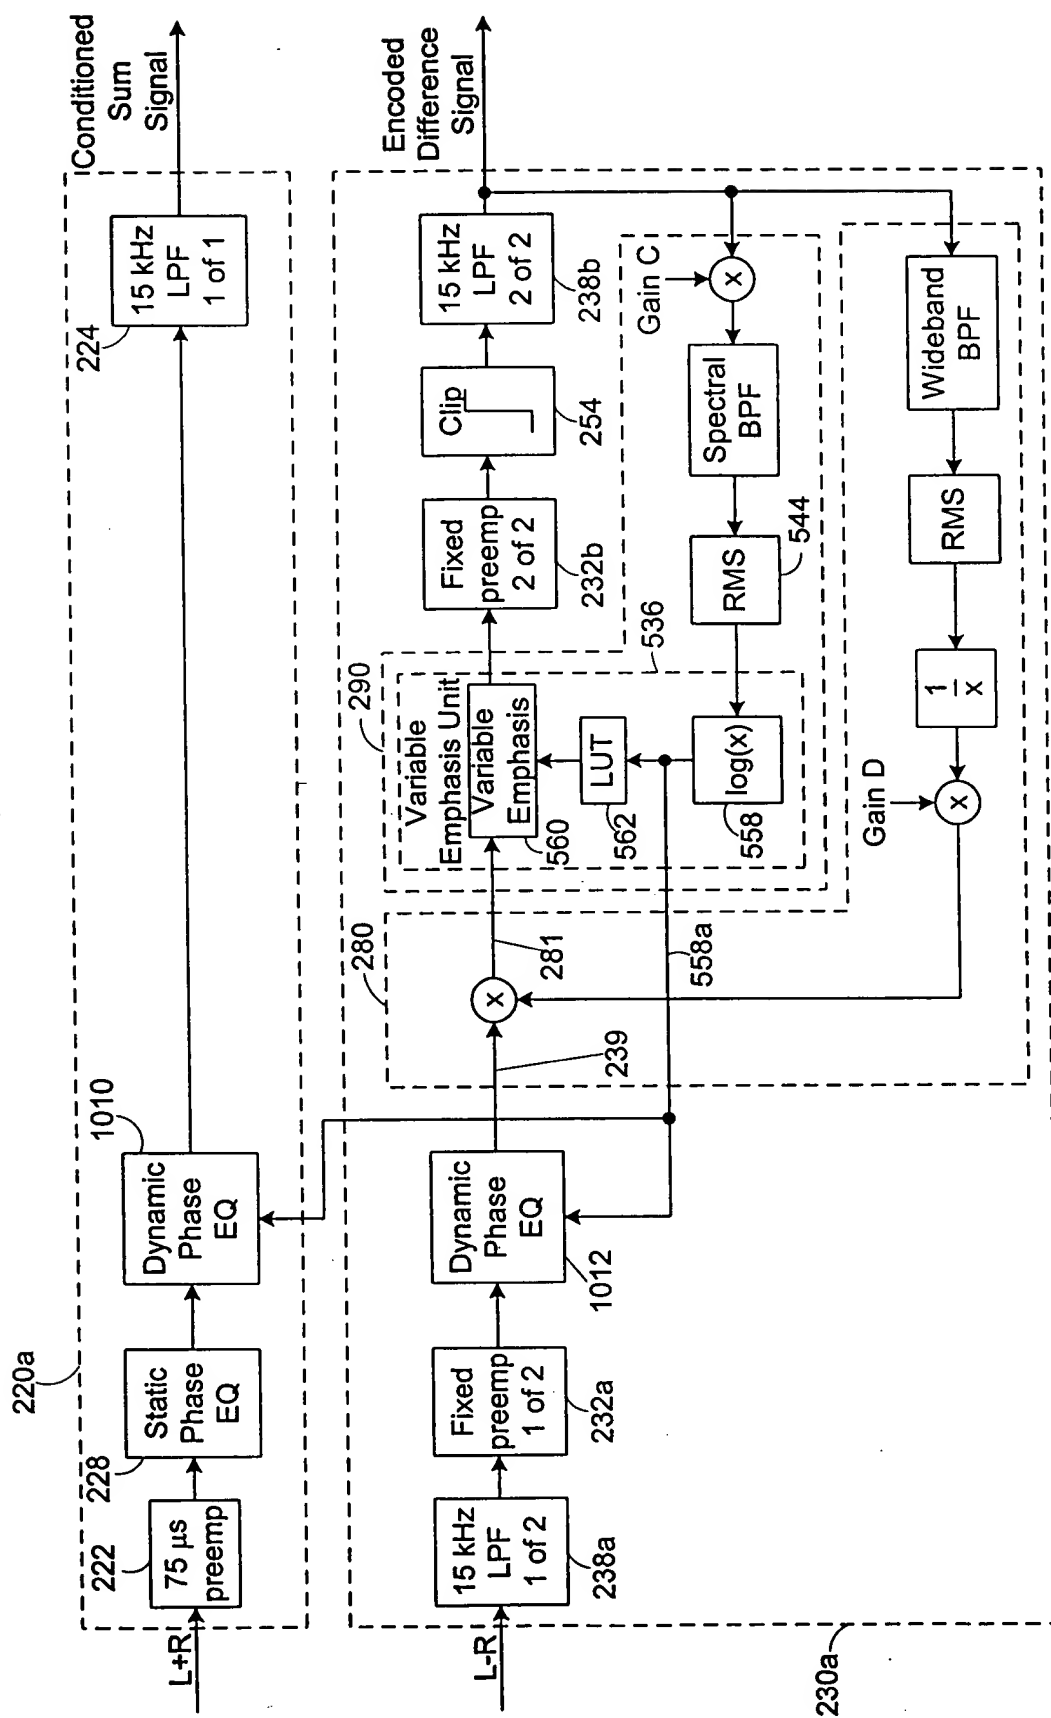 220a
L+R
222
75 µs
preemp
228
Static
Phase
EQ
1010
Dynamic
Phase
EQ
224
15 kHz
LPF
1 of 1
Conditioned
Sum
Signal
L-R
238a
15 kHz
LPF
1 of 2
232a
Fixed
preemp
1 of 2
1012
Dynamic
Phase
EQ
239
280
281
558a
290
Variable
Emphasis Unit
Variable
Emphasis
560
LUT
562
log(x)
558
536
Fixed
preemp
2 of 2
232b
Clip
254
15 kHz
LPF
2 of 2
238b
Encoded
Difference
Signal
RMS
544
Spectral
BPF
Gain C
x
x
Gain D
x
1
x
RMS
Wideband
BPF
230a